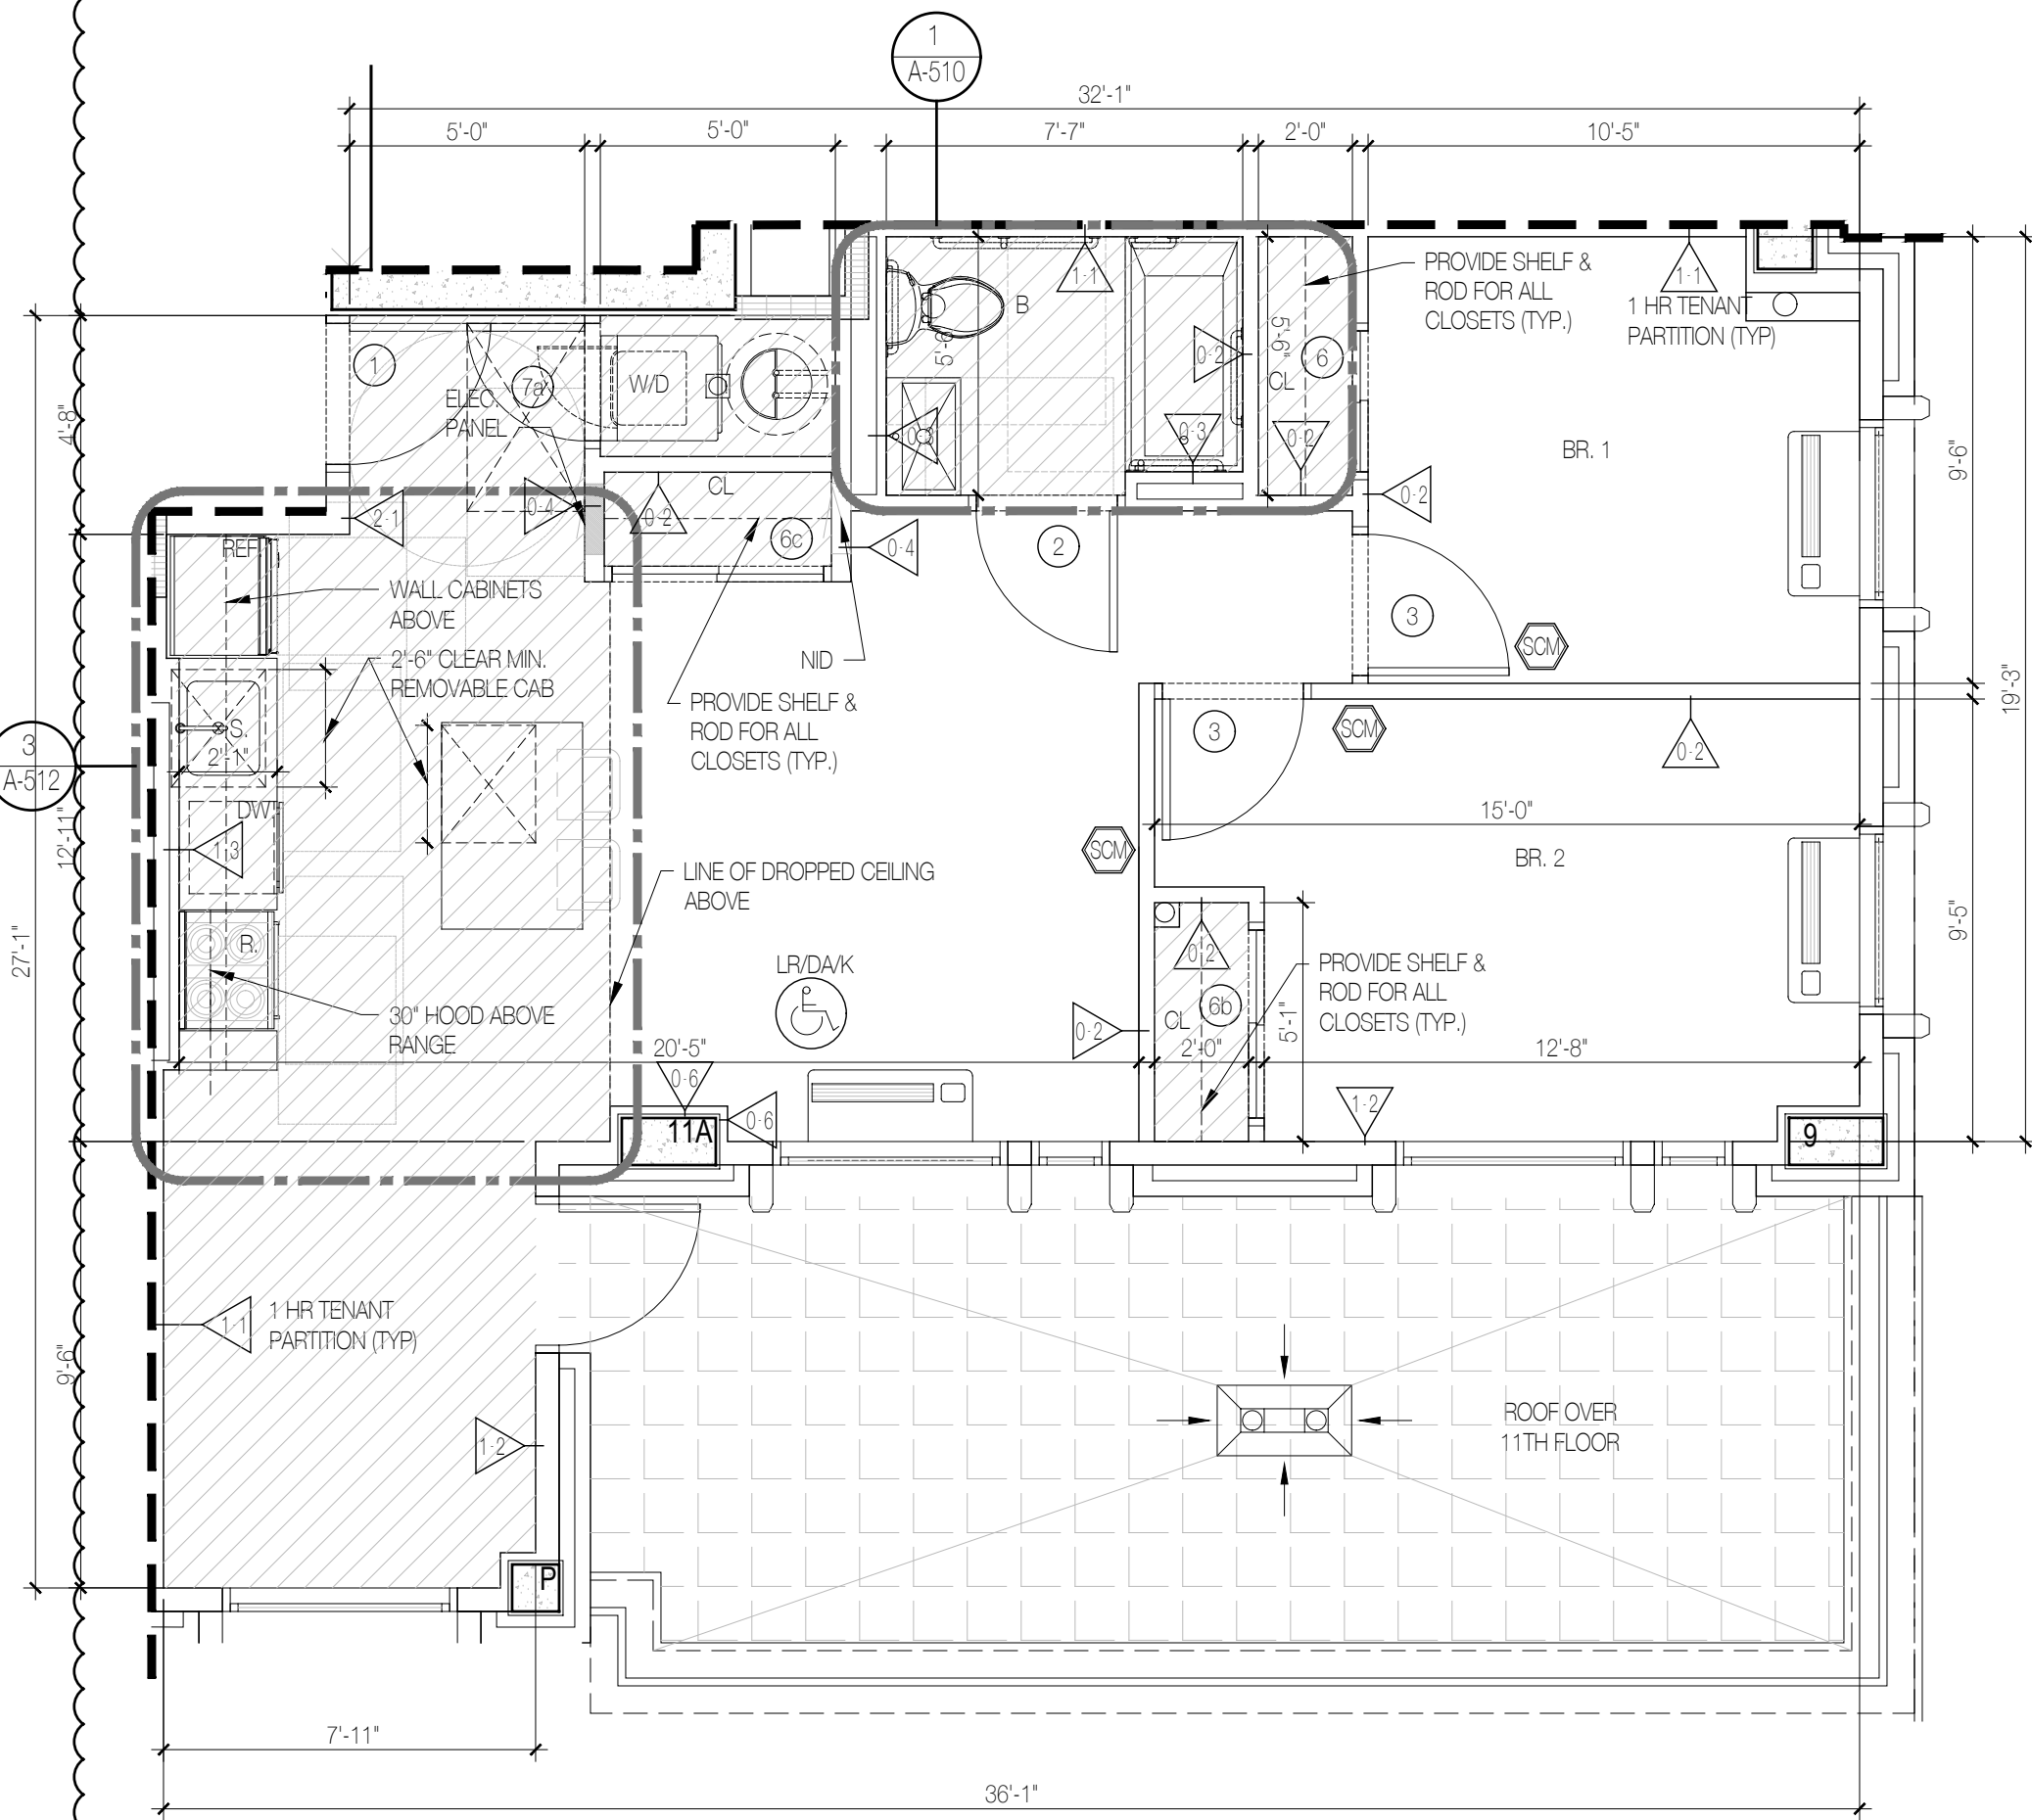 1
A-510
32'-1"
5'-0"
5'-0"
7'-7"
2'-0"
10'-5"
PROVIDE SHELF &
ROD FOR ALL
CLOSETS (TYP.)
1-1
1-1
1 HR TENANT
PARTITION (TYP)
B
5'-6"
0-2
5'-6"
6
CL
1
7a
W/D
ELEC.
PANEL
4'-8"
0-3
0-3
0-2
BR. 1
9'-6"
CL
0-4
0-2
2-1
0-2
6c
0-4
2
REF.
WALL CABINETS
ABOVE
3
SCM
2'-6" CLEAR MIN.
REMOVABLE CAB
NID
PROVIDE SHELF &
ROD FOR ALL
CLOSETS (TYP.)
19'-3"
3
A-512
S.
2'-1"
3
SCM
0-2
DW.
1-3
12'-11"
15'-0"
SCM
BR. 2
LINE OF DROPPED CEILING
ABOVE
R.
27'-1"
9'-5"
LR/DA/K
0-2
PROVIDE SHELF &
ROD FOR ALL
CLOSETS (TYP.)
30" HOOD ABOVE
RANGE
6b
CL
0-2
5'-1"
20'-5"
2'-0"
12'-8"
0-6
0-6
11A
1-2
9
1-1
1 HR TENANT
PARTITION (TYP)
9'-6"
1-2
ROOF OVER
11TH FLOOR
P
7'-11"
36'-1"